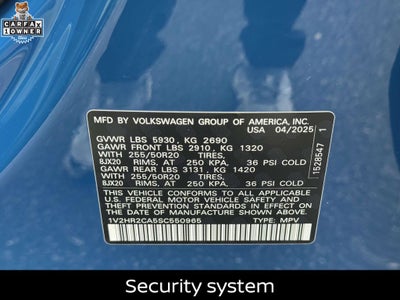 CARFAX
1 OWNER
MFD BY VOLKSWAGEN GROUP OF AMERICA, INC.
USA 04/2025
GVWR LBS 5930, KG 2690
GAWR FRONT LBS 2910, KG 1320
WITH 255/50R20 TIRES,
8JX20 RIMS, AT 250 KPA, 36 PSI COLD
GAWR REAR LBS 3131, KG 1420
WITH 255/50R20 TIRES,
8JX20 RIMS, AT 250 KPA, 36 PSI COLD
THIS VEHICLE CONFORMS TO ALL APPLICABLE
FEDERAL MOTOR VEHICLE SAFETY, BUMPER,
AND THEFT PREVENTION STANDARDS IN EFFECT ON
THE DATE OF MANUFACTURE SHOWN ABOVE.
1V2HR2CA5SC550965 TYPE: MPV
1528547 1
Security system